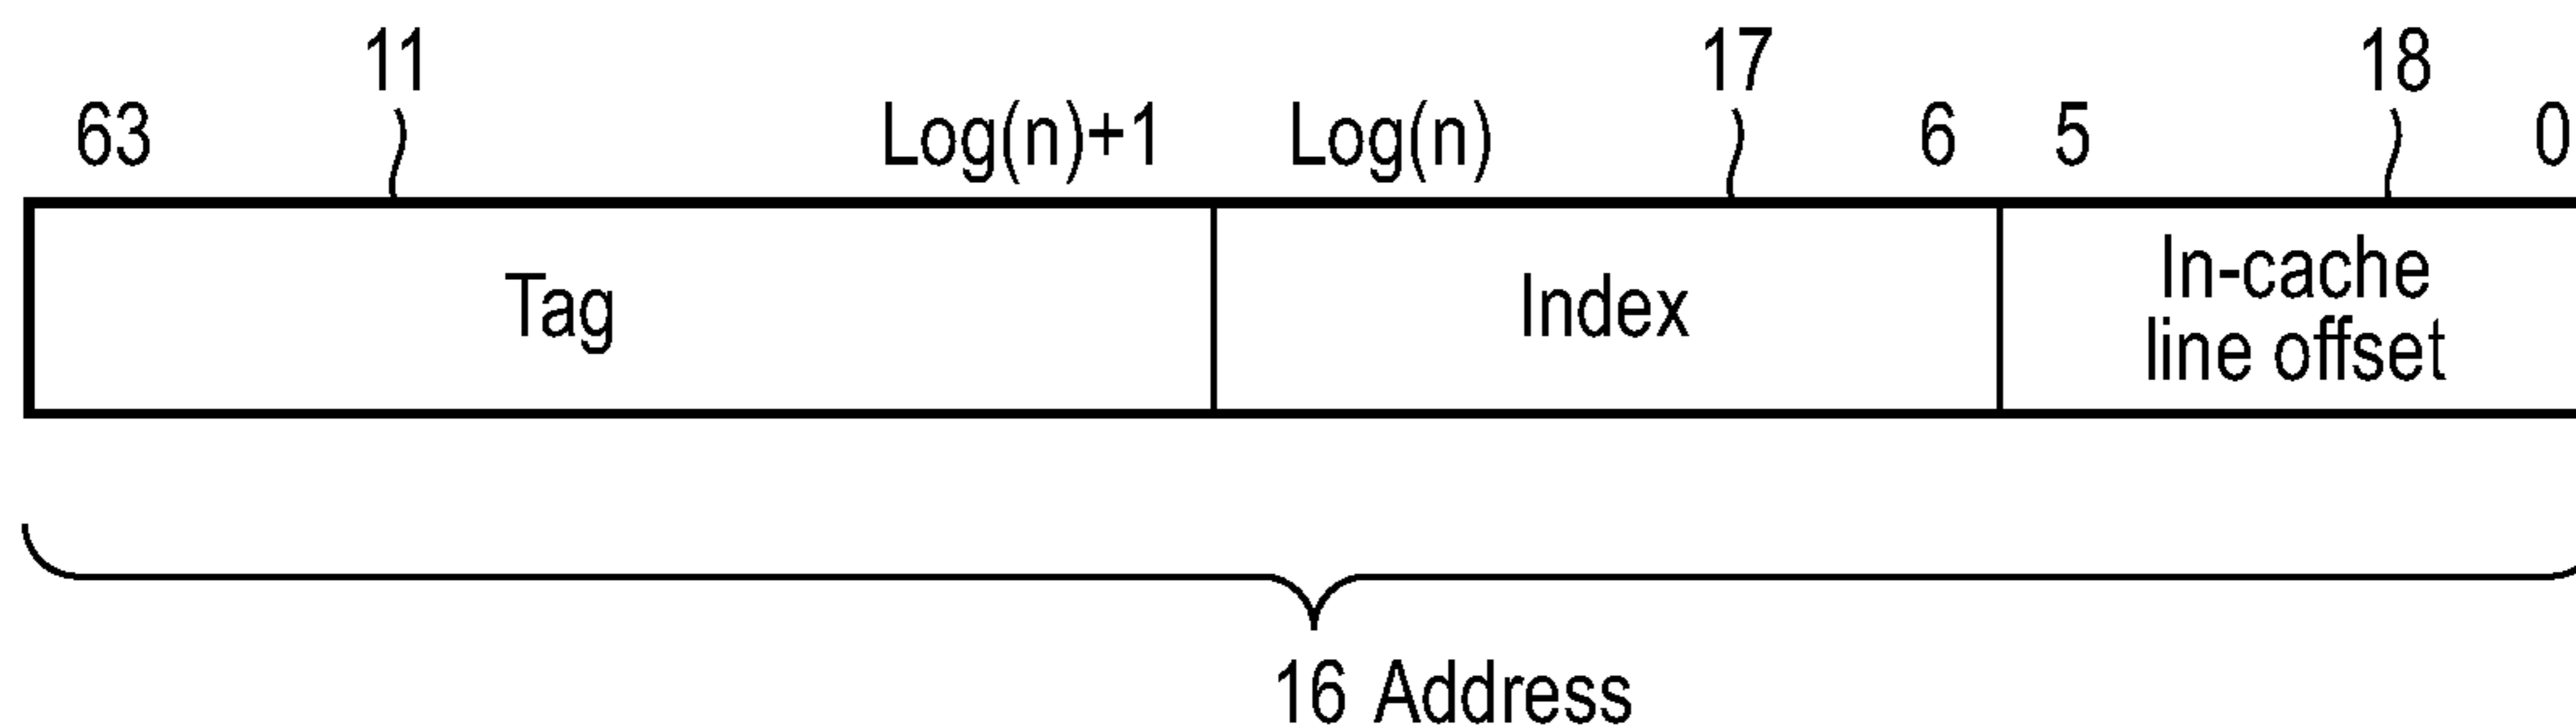 11 17 18
63 Log(n)+1 Log(n) 6 5 0
Tag Index In-cache
line offset
16 Address